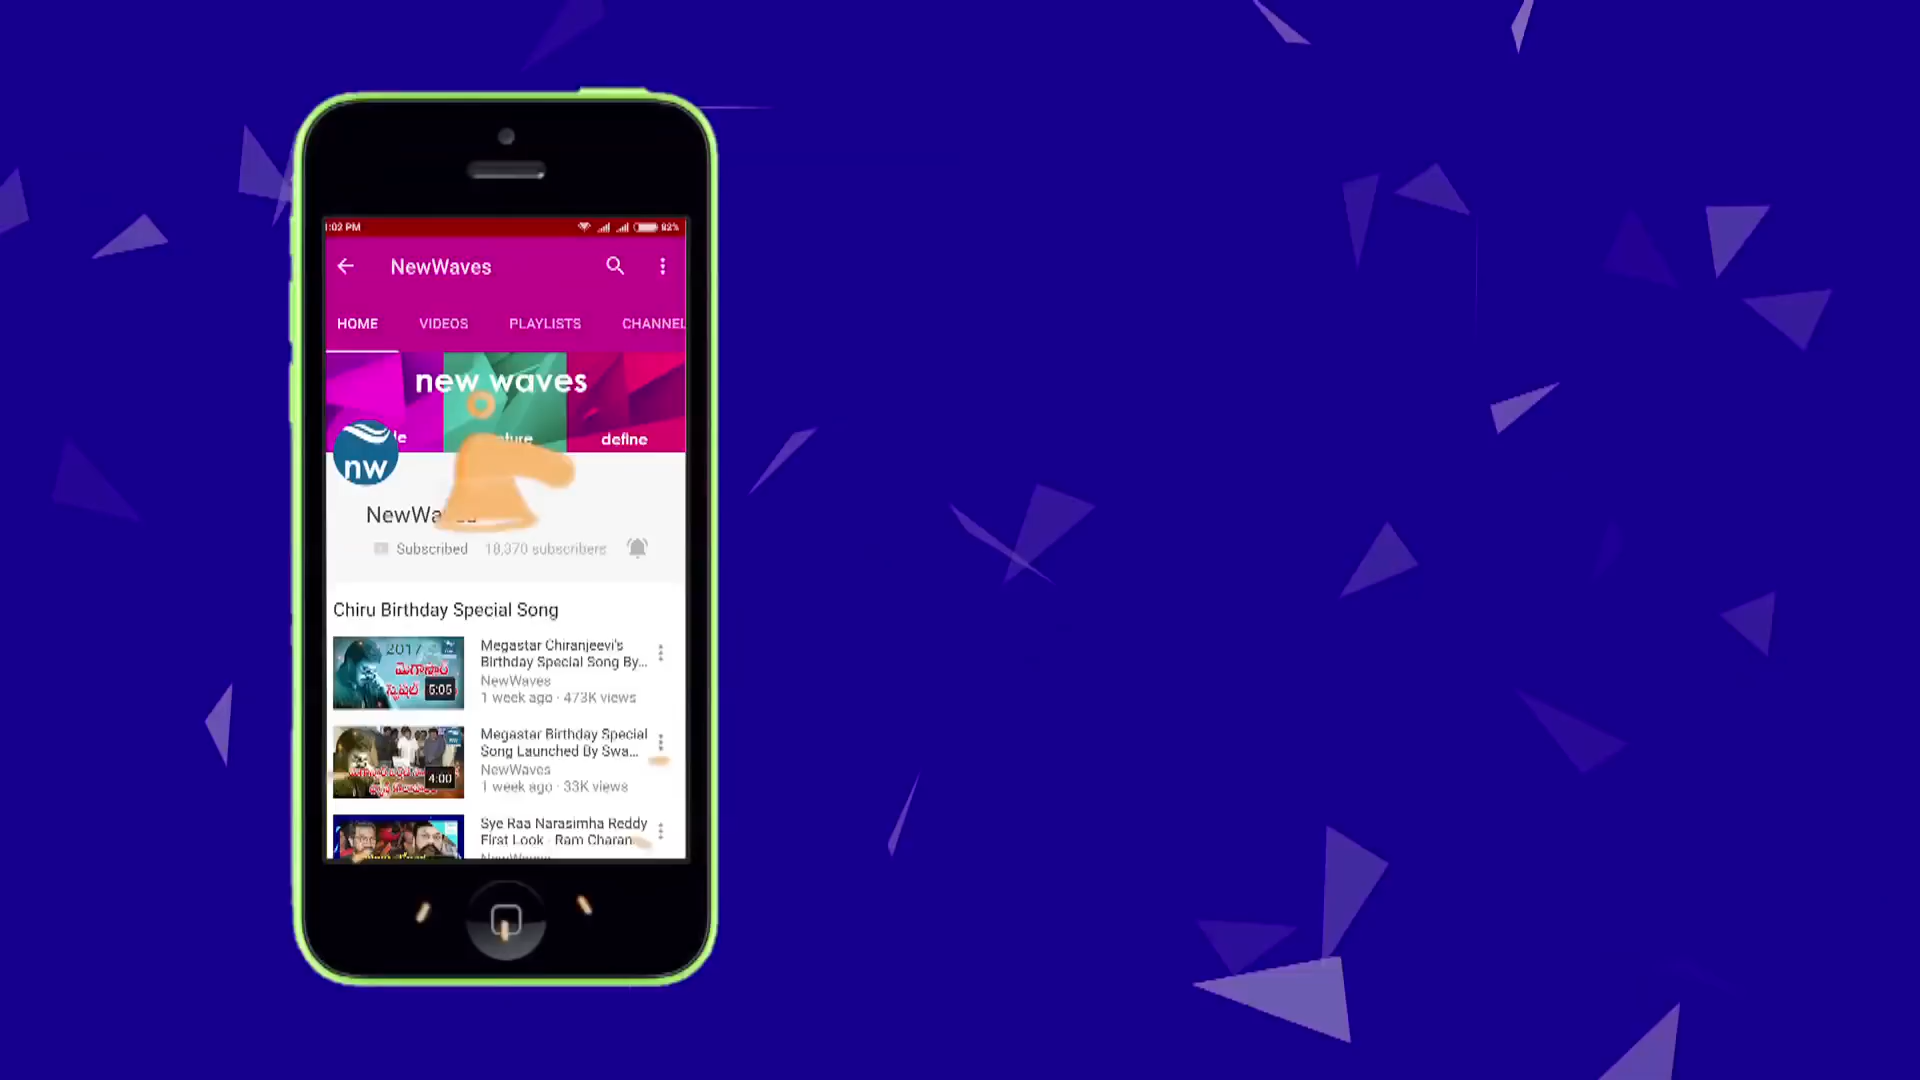 1:02 PM
82%
NewWaves
HOME VIDEOS PLAYLISTS CHANNEL
new waves
define
nw
Subscribed 18,370 subscribers
Chiru Birthday Special Song
2017
మెగాస్టార్
స్పెషల్
5:05
Megastar Chiranjeevi's
Birthday Special Song By...
NewWaves
1 week ago · 473K views
4:00
Megastar Birthday Special
Song Launched By Swa...
NewWaves
1 week ago · 33K views
Sye Raa Narasimha Reddy
First Look - Ram Charan